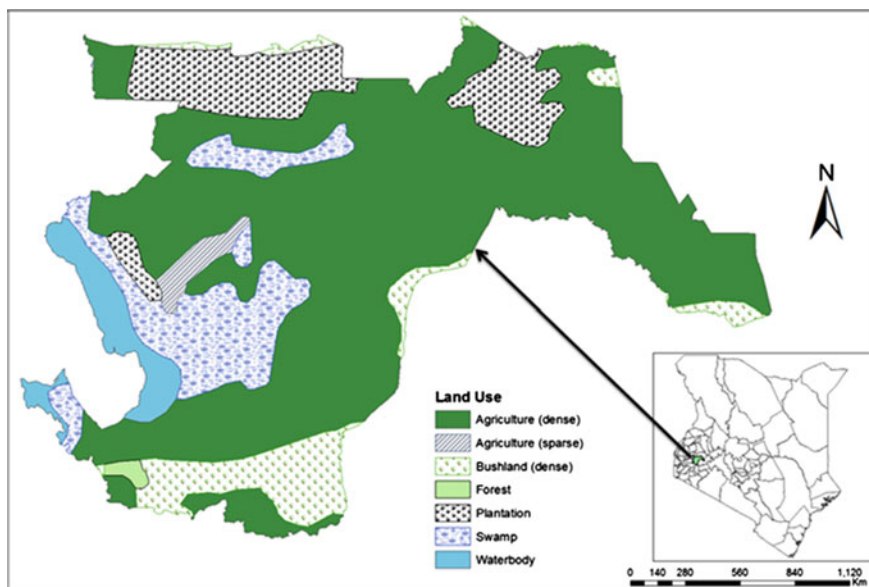 N
Land Use
Agriculture (dense)
Agriculture (sparse)
Bushland (dense)
Forest
Plantation
Swamp
Waterbody
0 140 280 560 840 1,120
Km